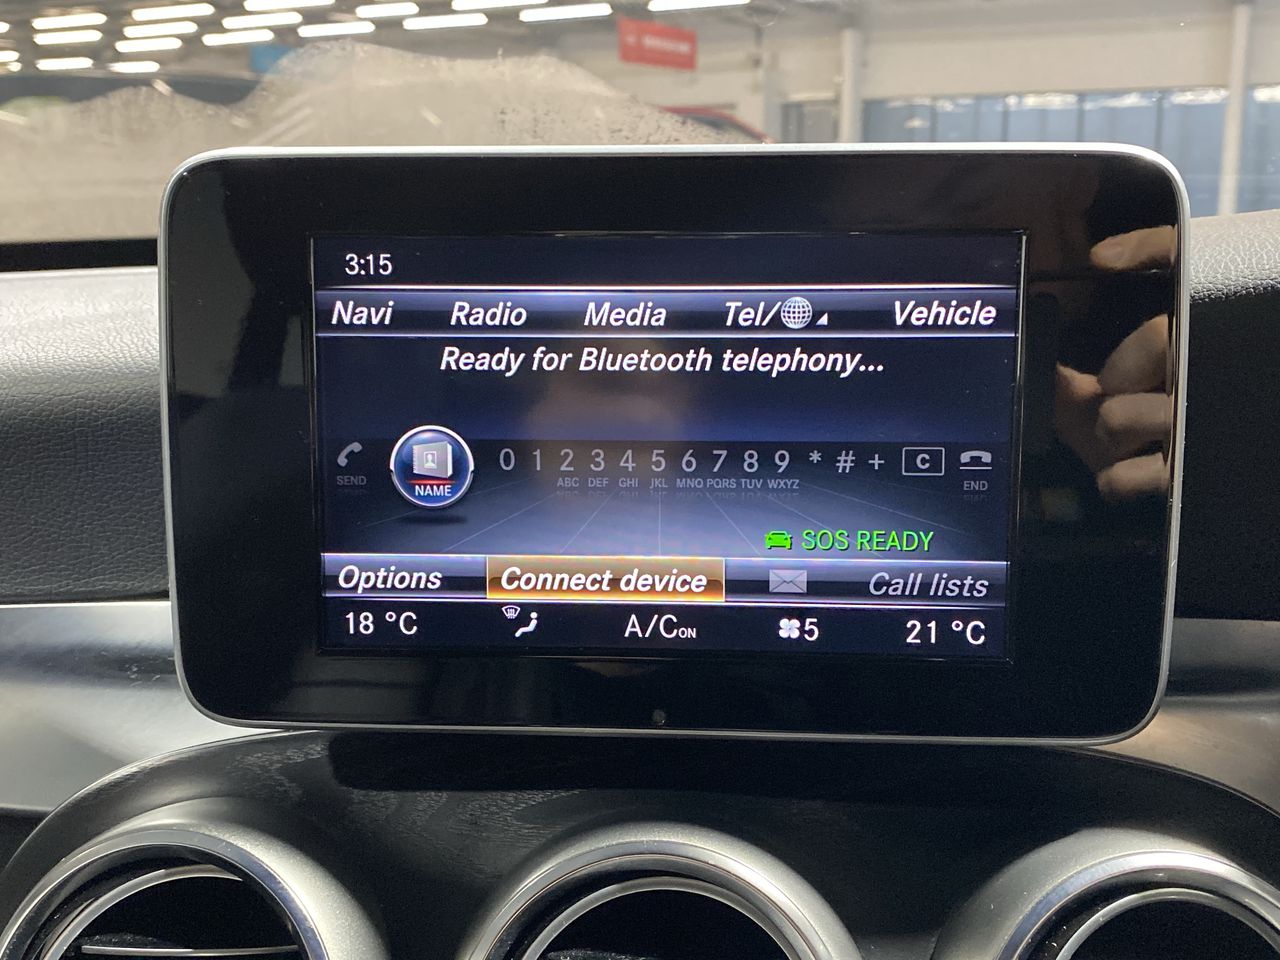 3:15
Navi Radio Media Tel/ Vehicle
Ready for Bluetooth telephony...
SEND NAME 0 1 2 3 4 5 6 7 8 9 * # + C END
ABC DEF GHI JKL MNO PQRS TUV WXYZ
SOS READY
Options Connect device Call lists
18 °C A/C ON 5 21 °C